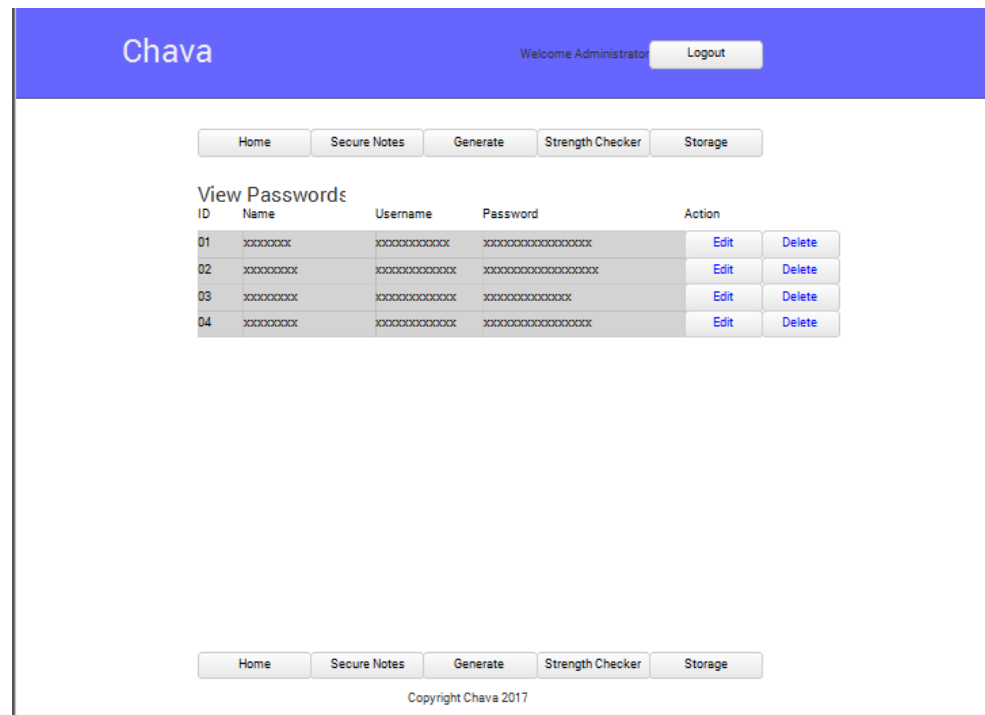 Chava
Welcome Administrator Logout
Home Secure Notes Generate Strength Checker Storage
View Passwords
ID Name Username Password Action
01 xxxxxxx xxxxxxxxxxx xxxxxxxxxxxxxxxx Edit Delete
02 xxxxxxxx xxxxxxxxxxxx xxxxxxxxxxxxxxxxx Edit Delete
03 xxxxxxxx xxxxxxxxxxxx xxxxxxxxxxxxx Edit Delete
04 xxxxxxxx xxxxxxxxxxxx xxxxxxxxxxxxxxxx Edit Delete
Home Secure Notes Generate Strength Checker Storage
Copyright Chava 2017